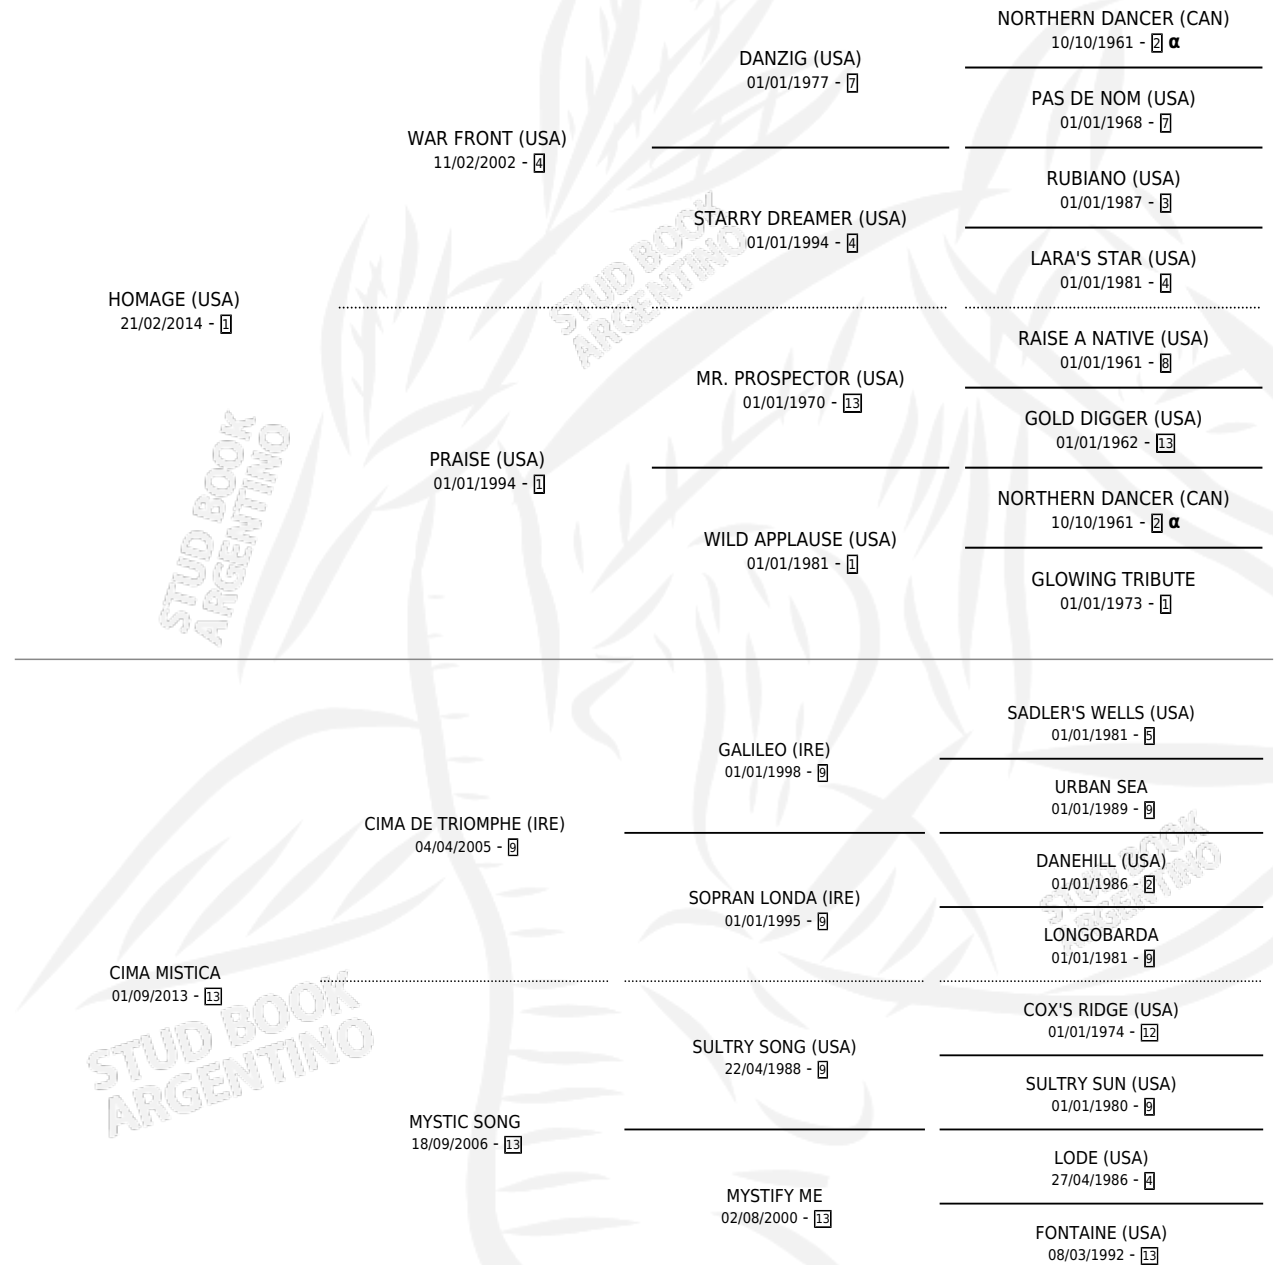 NORTHERN DANCER (CAN)
10/10/1961 - 2 α
DANZIG (USA)
01/01/1977 - 7
PAS DE NOM (USA)
01/01/1968 - 7
WAR FRONT (USA)
11/02/2002 - 4
RUBIANO (USA)
01/01/1987 - 3
STARRY DREAMER (USA)
01/01/1994 - 4
LARA'S STAR (USA)
01/01/1981 - 4
HOMAGE (USA)
21/02/2014 - 1
RAISE A NATIVE (USA)
01/01/1961 - 8
MR. PROSPECTOR (USA)
01/01/1970 - 13
GOLD DIGGER (USA)
01/01/1962 - 13
PRAISE (USA)
01/01/1994 - 1
NORTHERN DANCER (CAN)
10/10/1961 - 2 α
WILD APPLAUSE (USA)
01/01/1981 - 1
GLOWING TRIBUTE
01/01/1973 - 1
SADLER'S WELLS (USA)
01/01/1981 - 5
GALILEO (IRE)
01/01/1998 - 9
URBAN SEA
01/01/1989 - 9
CIMA DE TRIOMPHE (IRE)
04/04/2005 - 9
DANEHILL (USA)
01/01/1986 - 2
SOPRAN LONDA (IRE)
01/01/1995 - 9
LONGOBARDA
01/01/1981 - 9
CIMA MISTICA
01/09/2013 - 13
COX'S RIDGE (USA)
01/01/1974 - 12
SULTRY SONG (USA)
22/04/1988 - 9
SULTRY SUN (USA)
01/01/1980 - 9
MYSTIC SONG
18/09/2006 - 13
LODE (USA)
27/04/1986 - 4
MYSTIFY ME
02/08/2000 - 13
FONTAINE (USA)
08/03/1992 - 13
STUD BOOK
ARGENTINO
STUD BOOK
ARGENTINO
STUD BOOK
ARGENTINO
STUD BOOK
ARGENTINO